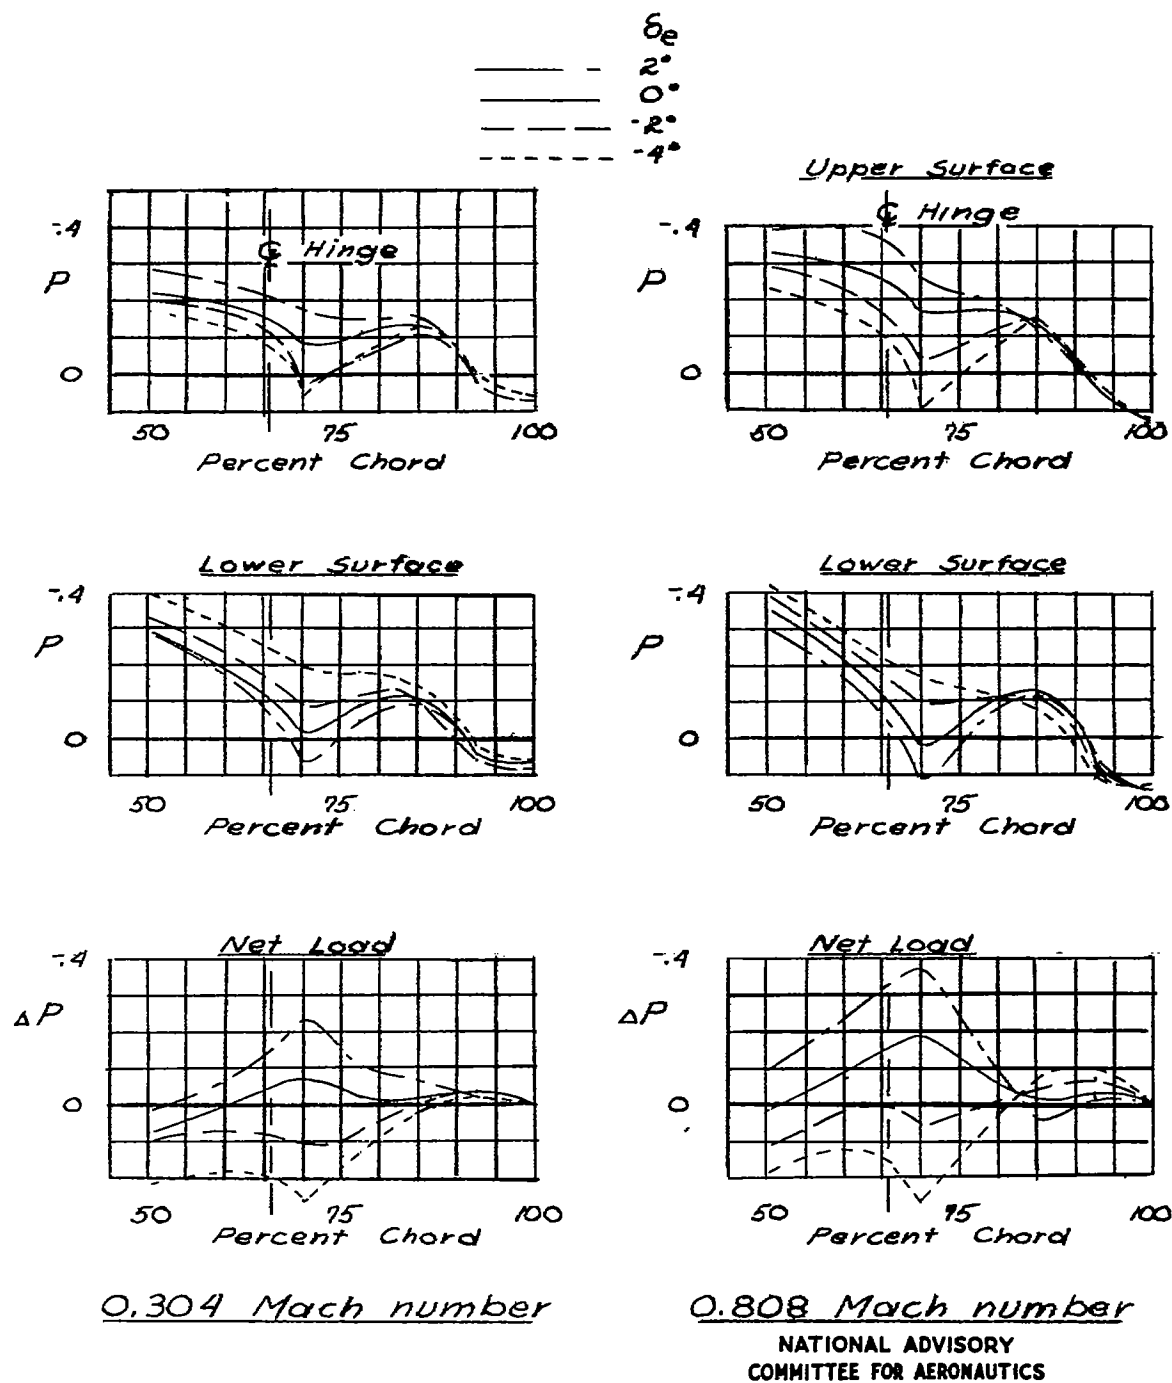 δe
2°
0°
-2°
-4°
Upper Surface
-.4
℄ Hinge
P
0
50 75 100
Percent Chord
-.4
℄ Hinge
P
0
50 75 100
Percent Chord
Lower Surface
-.4
P
0
50 75 100
Percent Chord
Lower Surface
-.4
P
0
50 75 100
Percent Chord
Net Load
-.4
ΔP
0
50 75 100
Percent Chord
Net Load
-.4
ΔP
0
50 75 100
Percent Chord
0.304 Mach number
0.808 Mach number
NATIONAL ADVISORY
COMMITTEE FOR AERONAUTICS